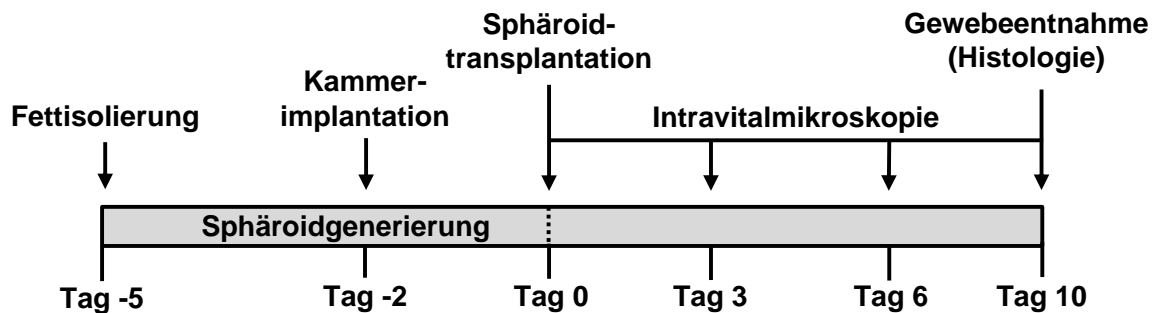 Fettisolierung
Kammer-
implantation
Sphäroid-
transplantation
Intravitalmikroskopie
Gewebeentnahme
(Histologie)
Sphäroidgenerierung
Tag -5
Tag -2
Tag 0
Tag 3
Tag 6
Tag 10